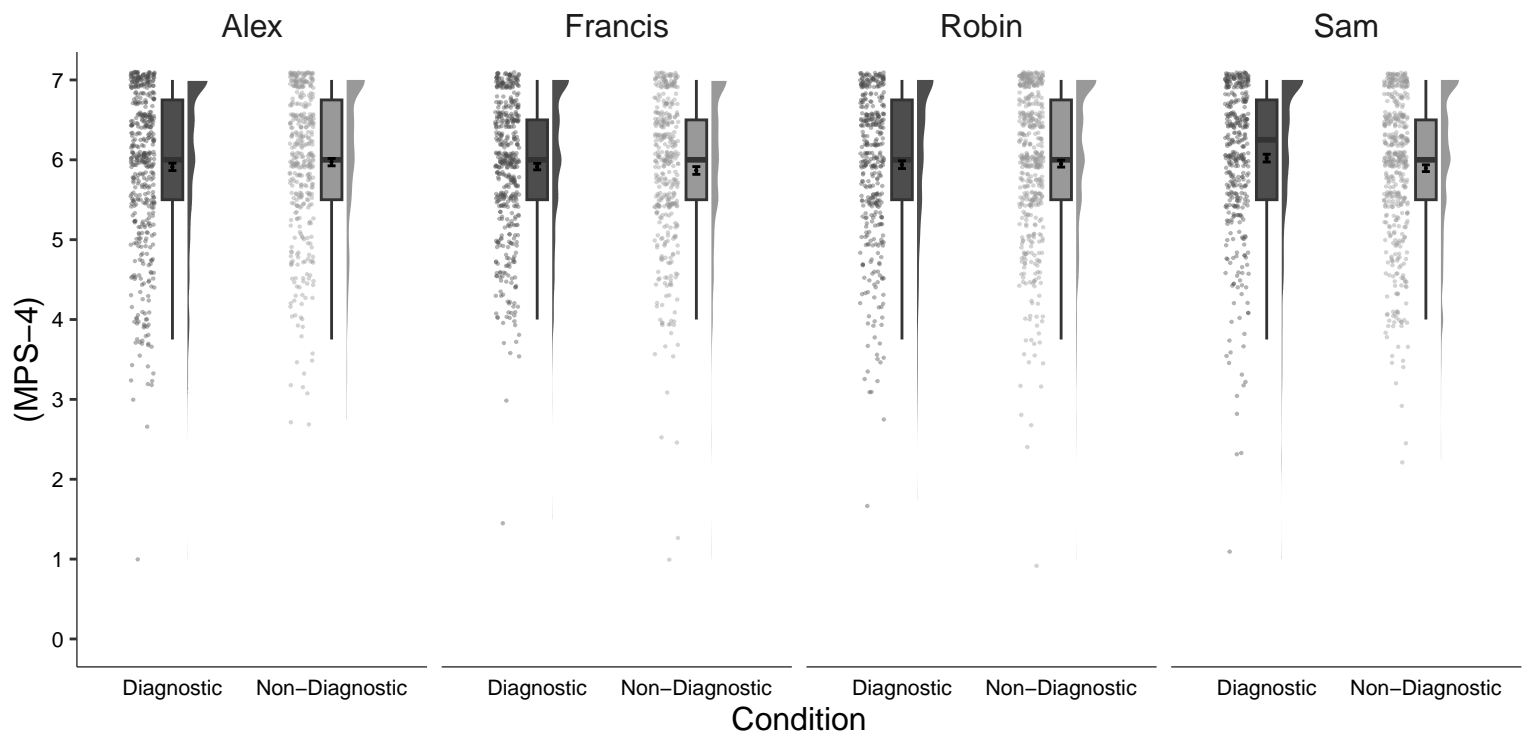 Alex Francis Robin Sam
7
6
5
4
3
2
1
0
(MPS−4)
Diagnostic Non−Diagnostic Diagnostic Non−Diagnostic Diagnostic Non−Diagnostic Diagnostic Non−Diagnostic
Condition